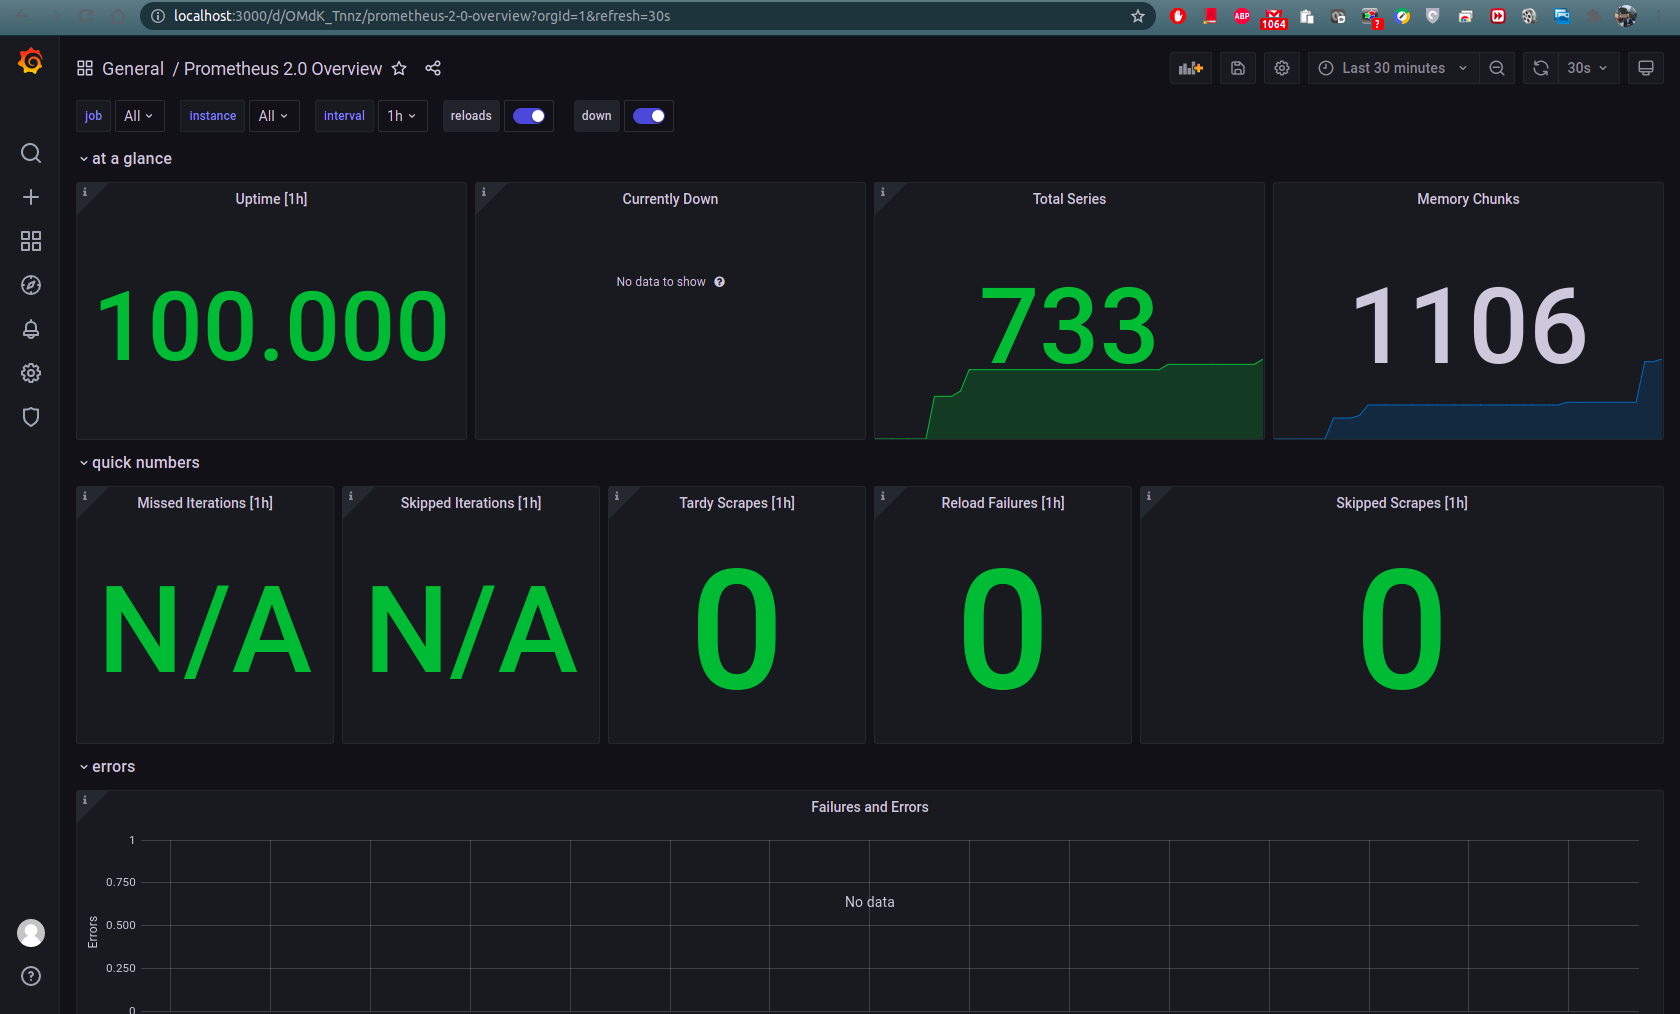 localhost:3000/d/OMdK_Tnnz/prometheus-2-0-overview?orgId=1&refresh=30s
ABP
1064
?
General / Prometheus 2.0 Overview
Last 30 minutes
30s
job All
Instance All
Interval 1h
reloads
down
at a glance
i
Uptime [1h]
100.000
i
Currently Down
No data to show ?
i
Total Series
733
Memory Chunks
1106
quick numbers
i
Missed Iterations [1h]
N/A
i
Skipped Iterations [1h]
N/A
i
Tardy Scrapes [1h]
0
i
Reload Failures [1h]
0
i
Skipped Scrapes [1h]
0
errors
i
Failures and Errors
Errors
1
0.750
0.500
0.250
0
No data